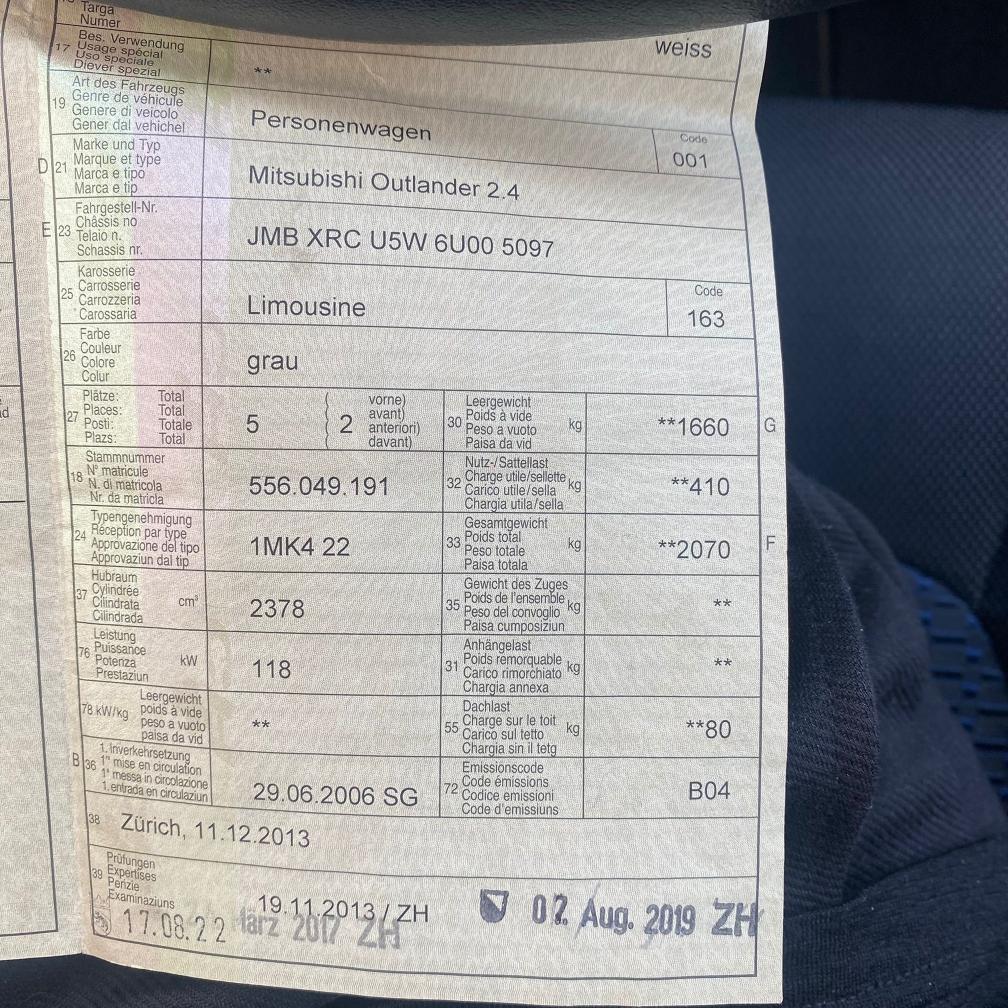 Targa
Numer
weiss
17 Bes. Verwendung
Usage spécial
Uso speciale
Diever spezial
**
19 Art des Fahrzeugs
Genre de véhicule
Genere di veicolo
Gener dal vehichel
Personenwagen
Code
001
D 21 Marke und Typ
Marque et type
Marca e tipo
Marca e tip
Mitsubishi Outlander 2.4
E 23 Fahrgestell-Nr.
Châssis no
Telaio n.
Schassis nr.
JMB XRC U5W 6U00 5097
25 Karosserie
Carrosserie
Carrozzeria
Carossaria
Limousine
Code
163
26 Farbe
Couleur
Colore
Colur
grau
27 Plätze: Total
Places: Total
Posti: Totale
Plazs: Total
5 ( 2 vorne)
( avant)
( anteriori)
( davant)
30 Leergewicht
Poids à vide
Peso a vuoto
Paisa da vid
kg
**1660 G
18 Stammnummer
N° matricule
N. di matricola
Nr. da matricla
556.049.191
32 Nutz-/Sattellast
Charge utile/sellette
Carico utile/sella
Chargia utila/sella
kg
**410
24 Typengenehmigung
Réception par type
Approvazione del tipo
Approvaziun dal tip
1MK4 22
33 Gesamtgewicht
Poids total
Peso totale
Paisa totala
kg
**2070 F
37 Hubraum
Cylindrée
Cilindrata
Cilindrada
cm³
2378
35 Gewicht des Zuges
Poids de l'ensemble
Peso del convoglio
Paisa cumposiziun
kg
**
76 Leistung
Puissance
Potenza
Prestaziun
kW
118
31 Anhängelast
Poids remorquable
Carico rimorchiato
Chargia annexa
kg
**
78 kW/kg Leergewicht
poids à vide
peso a vuoto
paisa da vid
**
55 Dachlast
Charge sur le toit
Carico sul tetto
Chargia sin il tetg
kg
**80
B 36 1. Inverkehrsetzung
1re mise en circulation
1a messa in circolazione
1. entrada en circulaziun
29.06.2006 SG
72 Emissionscode
Code émissions
Codice emissioni
Code d'emissiuns
B04
38 Zürich, 11.12.2013
39 Prüfungen
Expertises
Perizie
Examinaziuns
19.11.2013 / ZH
07. Aug. 2019 ZH
17.08.22
März 2017 ZH